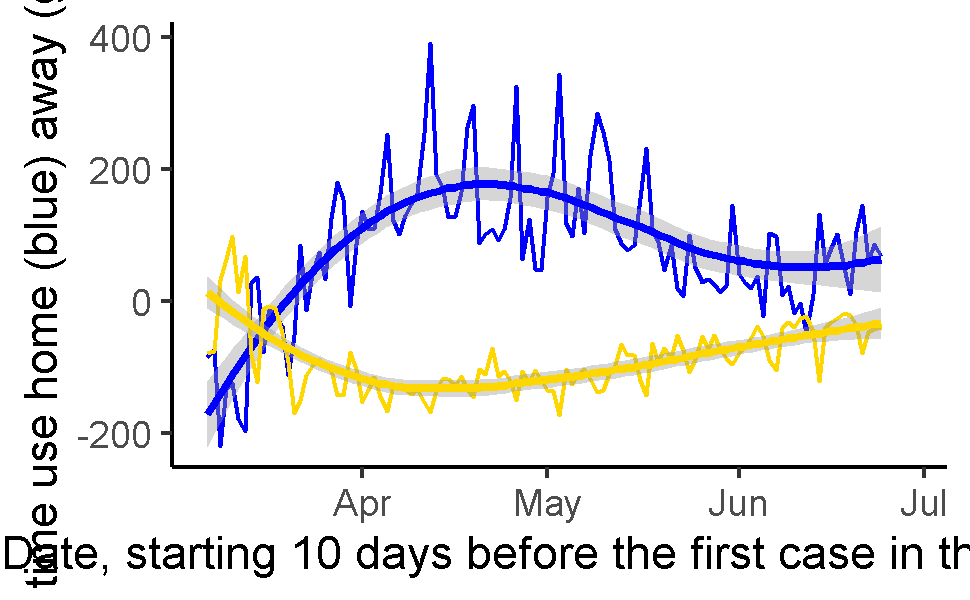 time use home (blue) away (
400
200
0
-200
Apr May Jun Jul
Date, starting 10 days before the first case in th